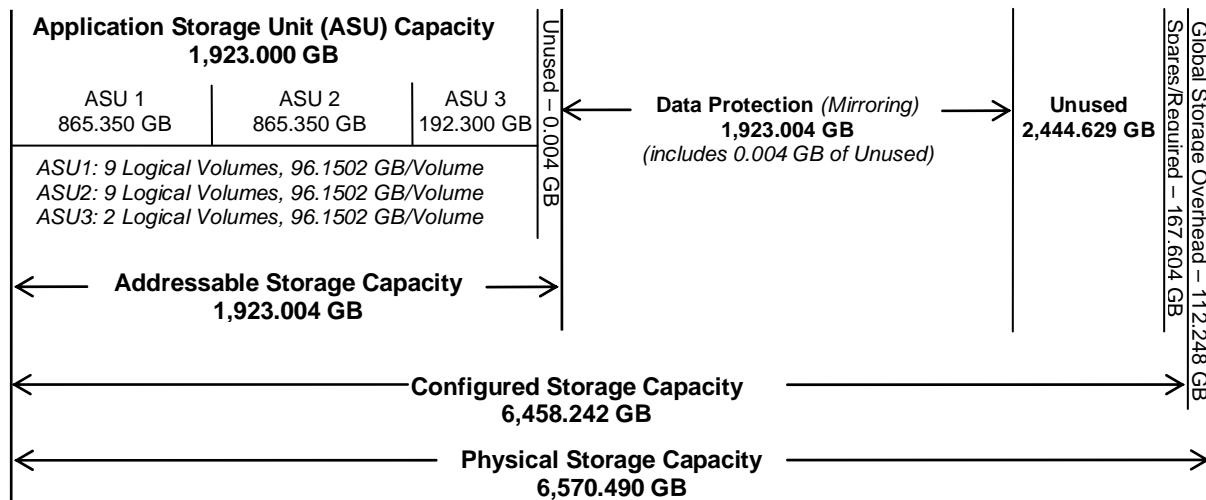 Application Storage Unit (ASU) Capacity
1,923.000 GB
ASU 1
865.350 GB
ASU 2
865.350 GB
ASU 3
192.300 GB
ASU1: 9 Logical Volumes, 96.1502 GB/Volume
ASU2: 9 Logical Volumes, 96.1502 GB/Volume
ASU3: 2 Logical Volumes, 96.1502 GB/Volume
Unused – 0.004 GB
Data Protection (Mirroring)
1,923.004 GB
(includes 0.004 GB of Unused)
Unused
2,444.629 GB
Spares/Required – 167.604 GB
Global Storage Overhead – 112.248 GB
Addressable Storage Capacity
1,923.004 GB
Configured Storage Capacity
6,458.242 GB
Physical Storage Capacity
6,570.490 GB